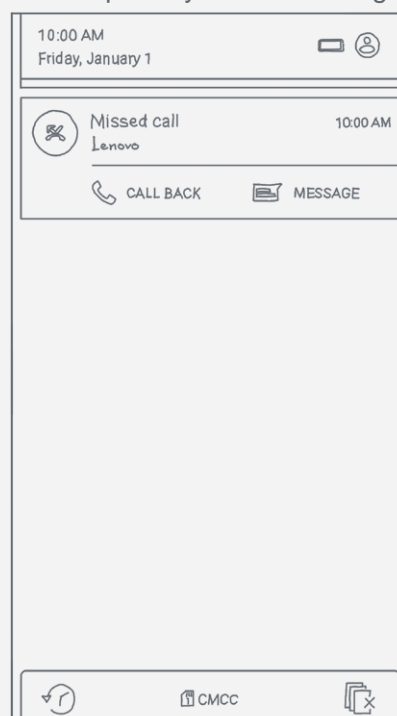 10:00 AM
Friday, January 1
Missed call
10:00 AM
Lenovo
CALL BACK
MESSAGE
CMCC